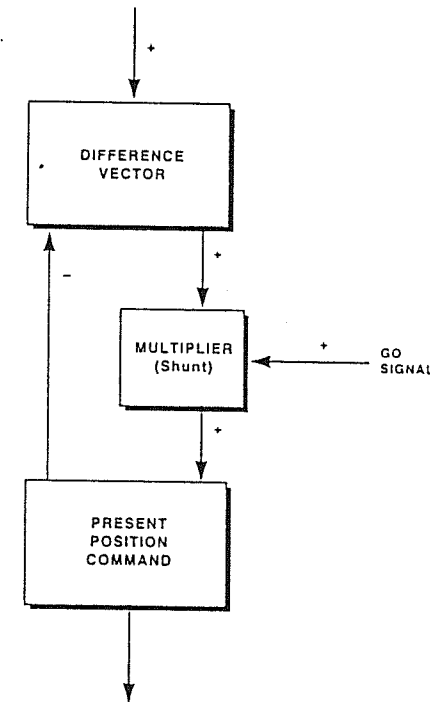 +
DIFFERENCE
VECTOR
+
−
MULTIPLIER
(Shunt)
+
GO
SIGNAL
+
PRESENT
POSITION
COMMAND